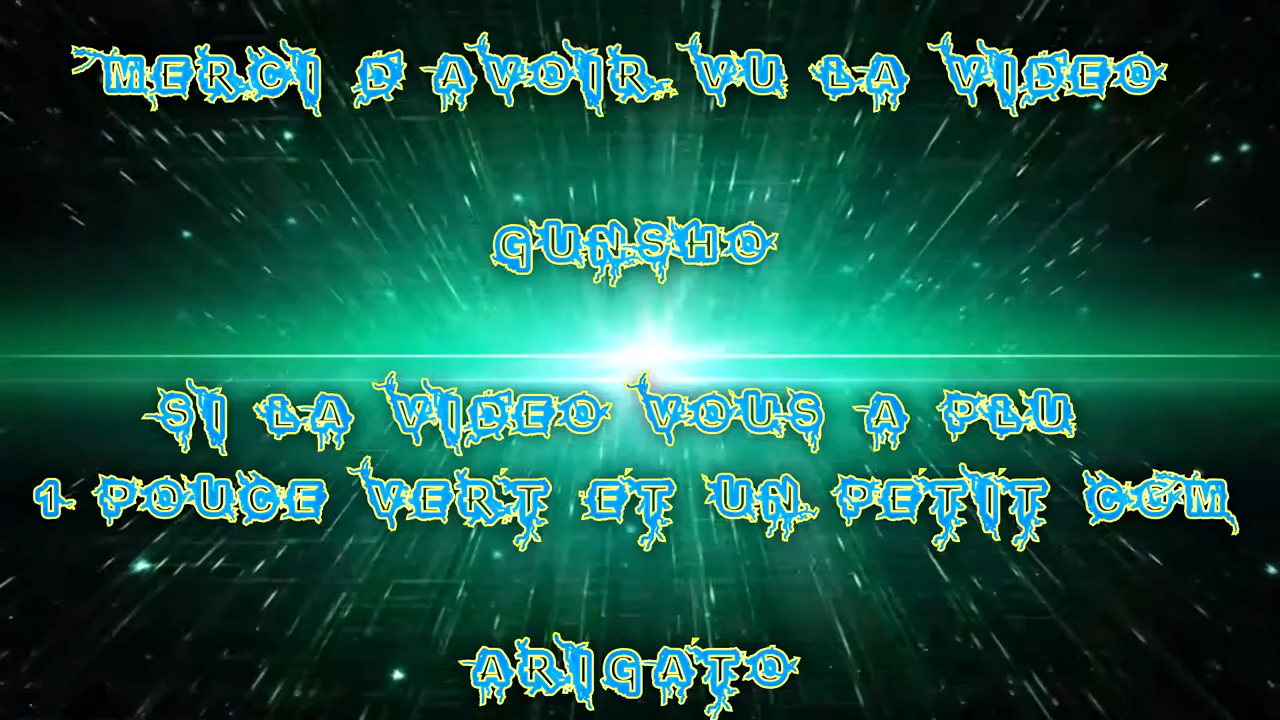 MERCI D AVOIR VU LA VIDEO
GUNSHO
SI LA VIDEO VOUS A PLU
1 POUCE VERT ET UN PETIT COM
ARIGATO